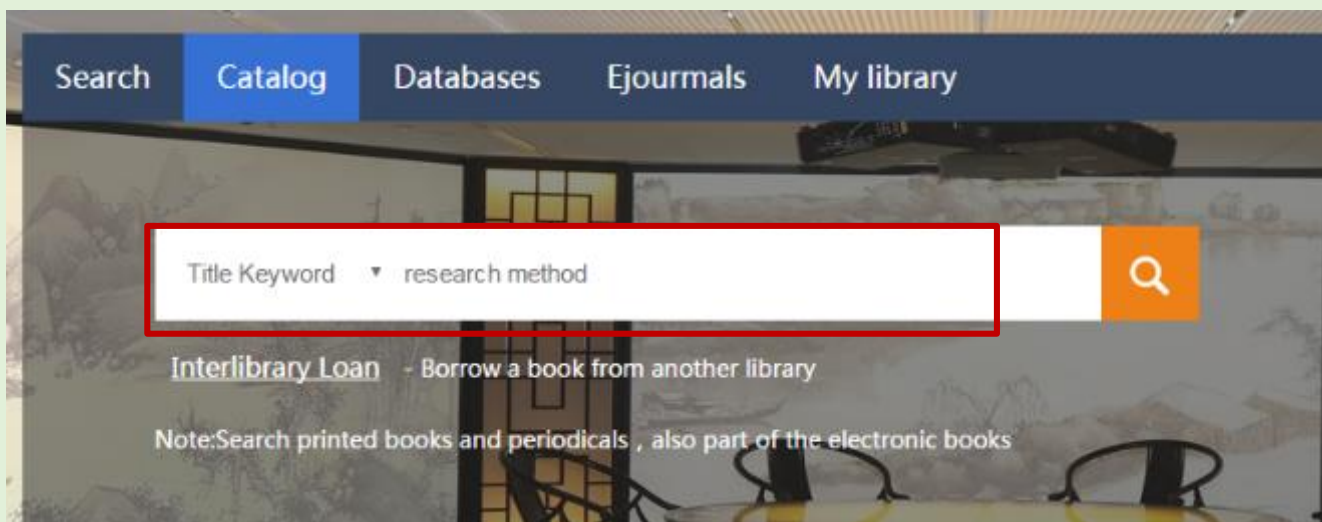 Search Catalog Databases Ejourmals My library
Title Keyword ▼ research method
Interlibrary Loan - Borrow a book from another library
Note:Search printed books and periodicals , also part of the electronic books